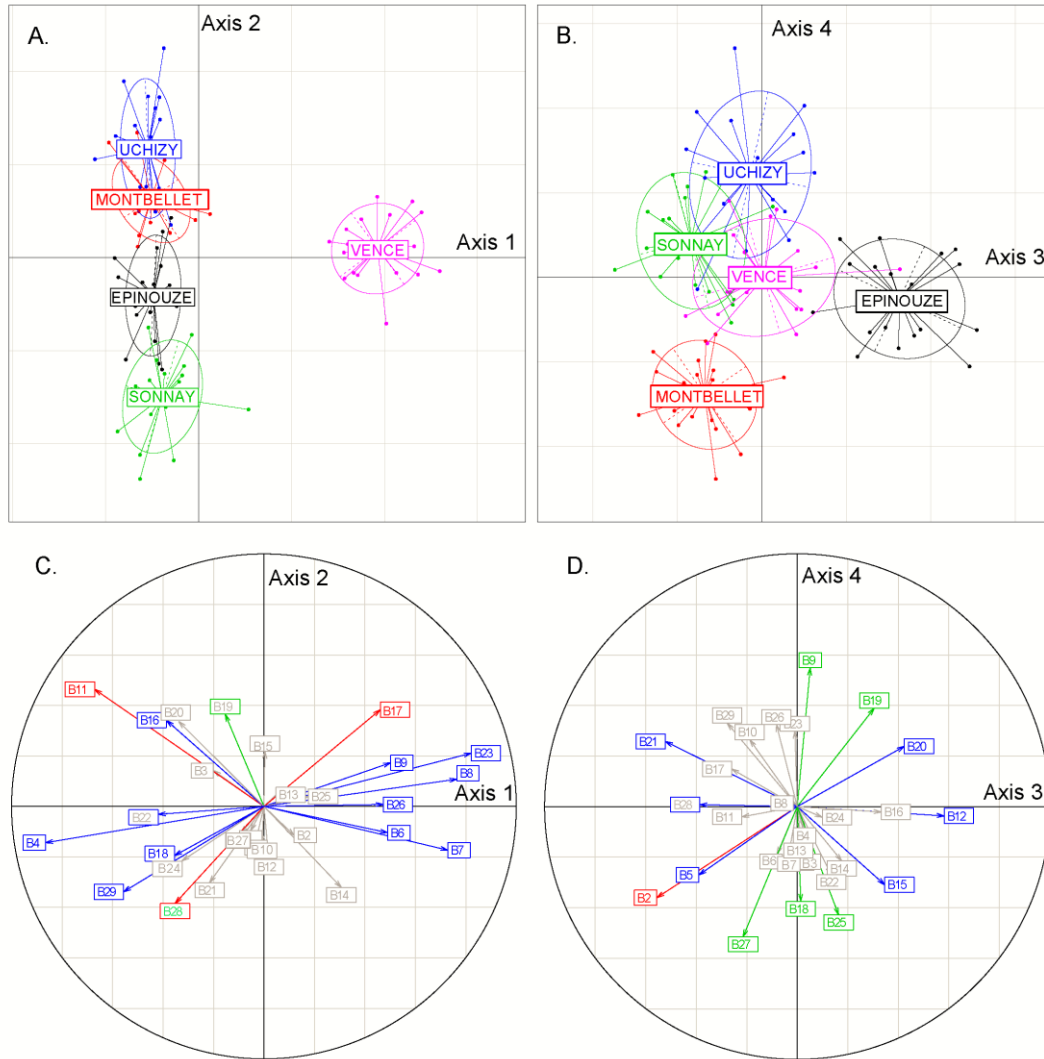 A.
Axis 2
UCHIZY
MONTBELLET
VENCE
Axis 1
EPINOUZE
SONNAY
B.
Axis 4
UCHIZY
SONNAY
VENCE
Axis 3
EPINOUZE
MONTBELLET
C.
Axis 2
B11
B19
B20
B16
B17
B15
B23
B9
B3
B8
B13
B25
Axis 1
B26
B22
B4
B2
B6
B27
B7
B18
B10
B24
B12
B29
B21
B14
B28
D.
Axis 4
B9
B19
B29
B26
B23
B10
B21
B20
B17
B8
Axis 3
B28
B16
B11
B24
B12
B4
B13
B6
B7
B3
B14
B5
B22
B15
B2
B18
B25
B27